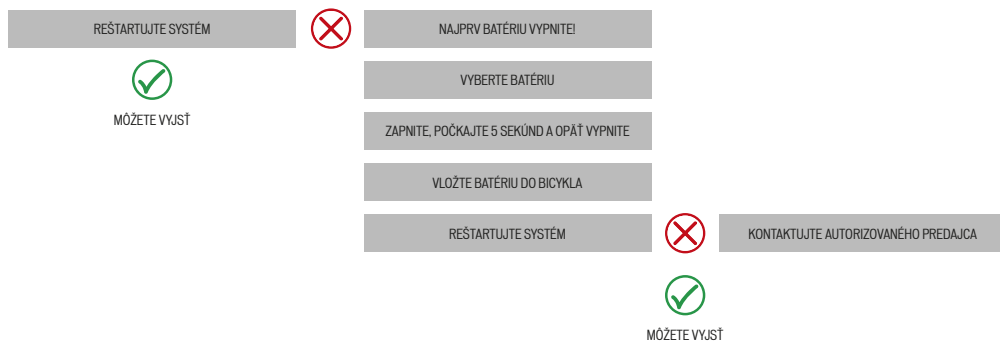 REŠTARTUJTE SYSTÉM
MÔŽETE VYJSŤ
NAJPRV BATÉRIU VYPNITE!
VYBERTE BATÉRIU
ZAPNITE, POČKAJTE 5 SEKÚND A OPÄŤ VYPNITE
VLOŽTE BATÉRIU DO BICYKLA
REŠTARTUJTE SYSTÉM
KONTAKTUJTE AUTORIZOVANÉHO PREDAJCA
MÔŽETE VYJSŤ